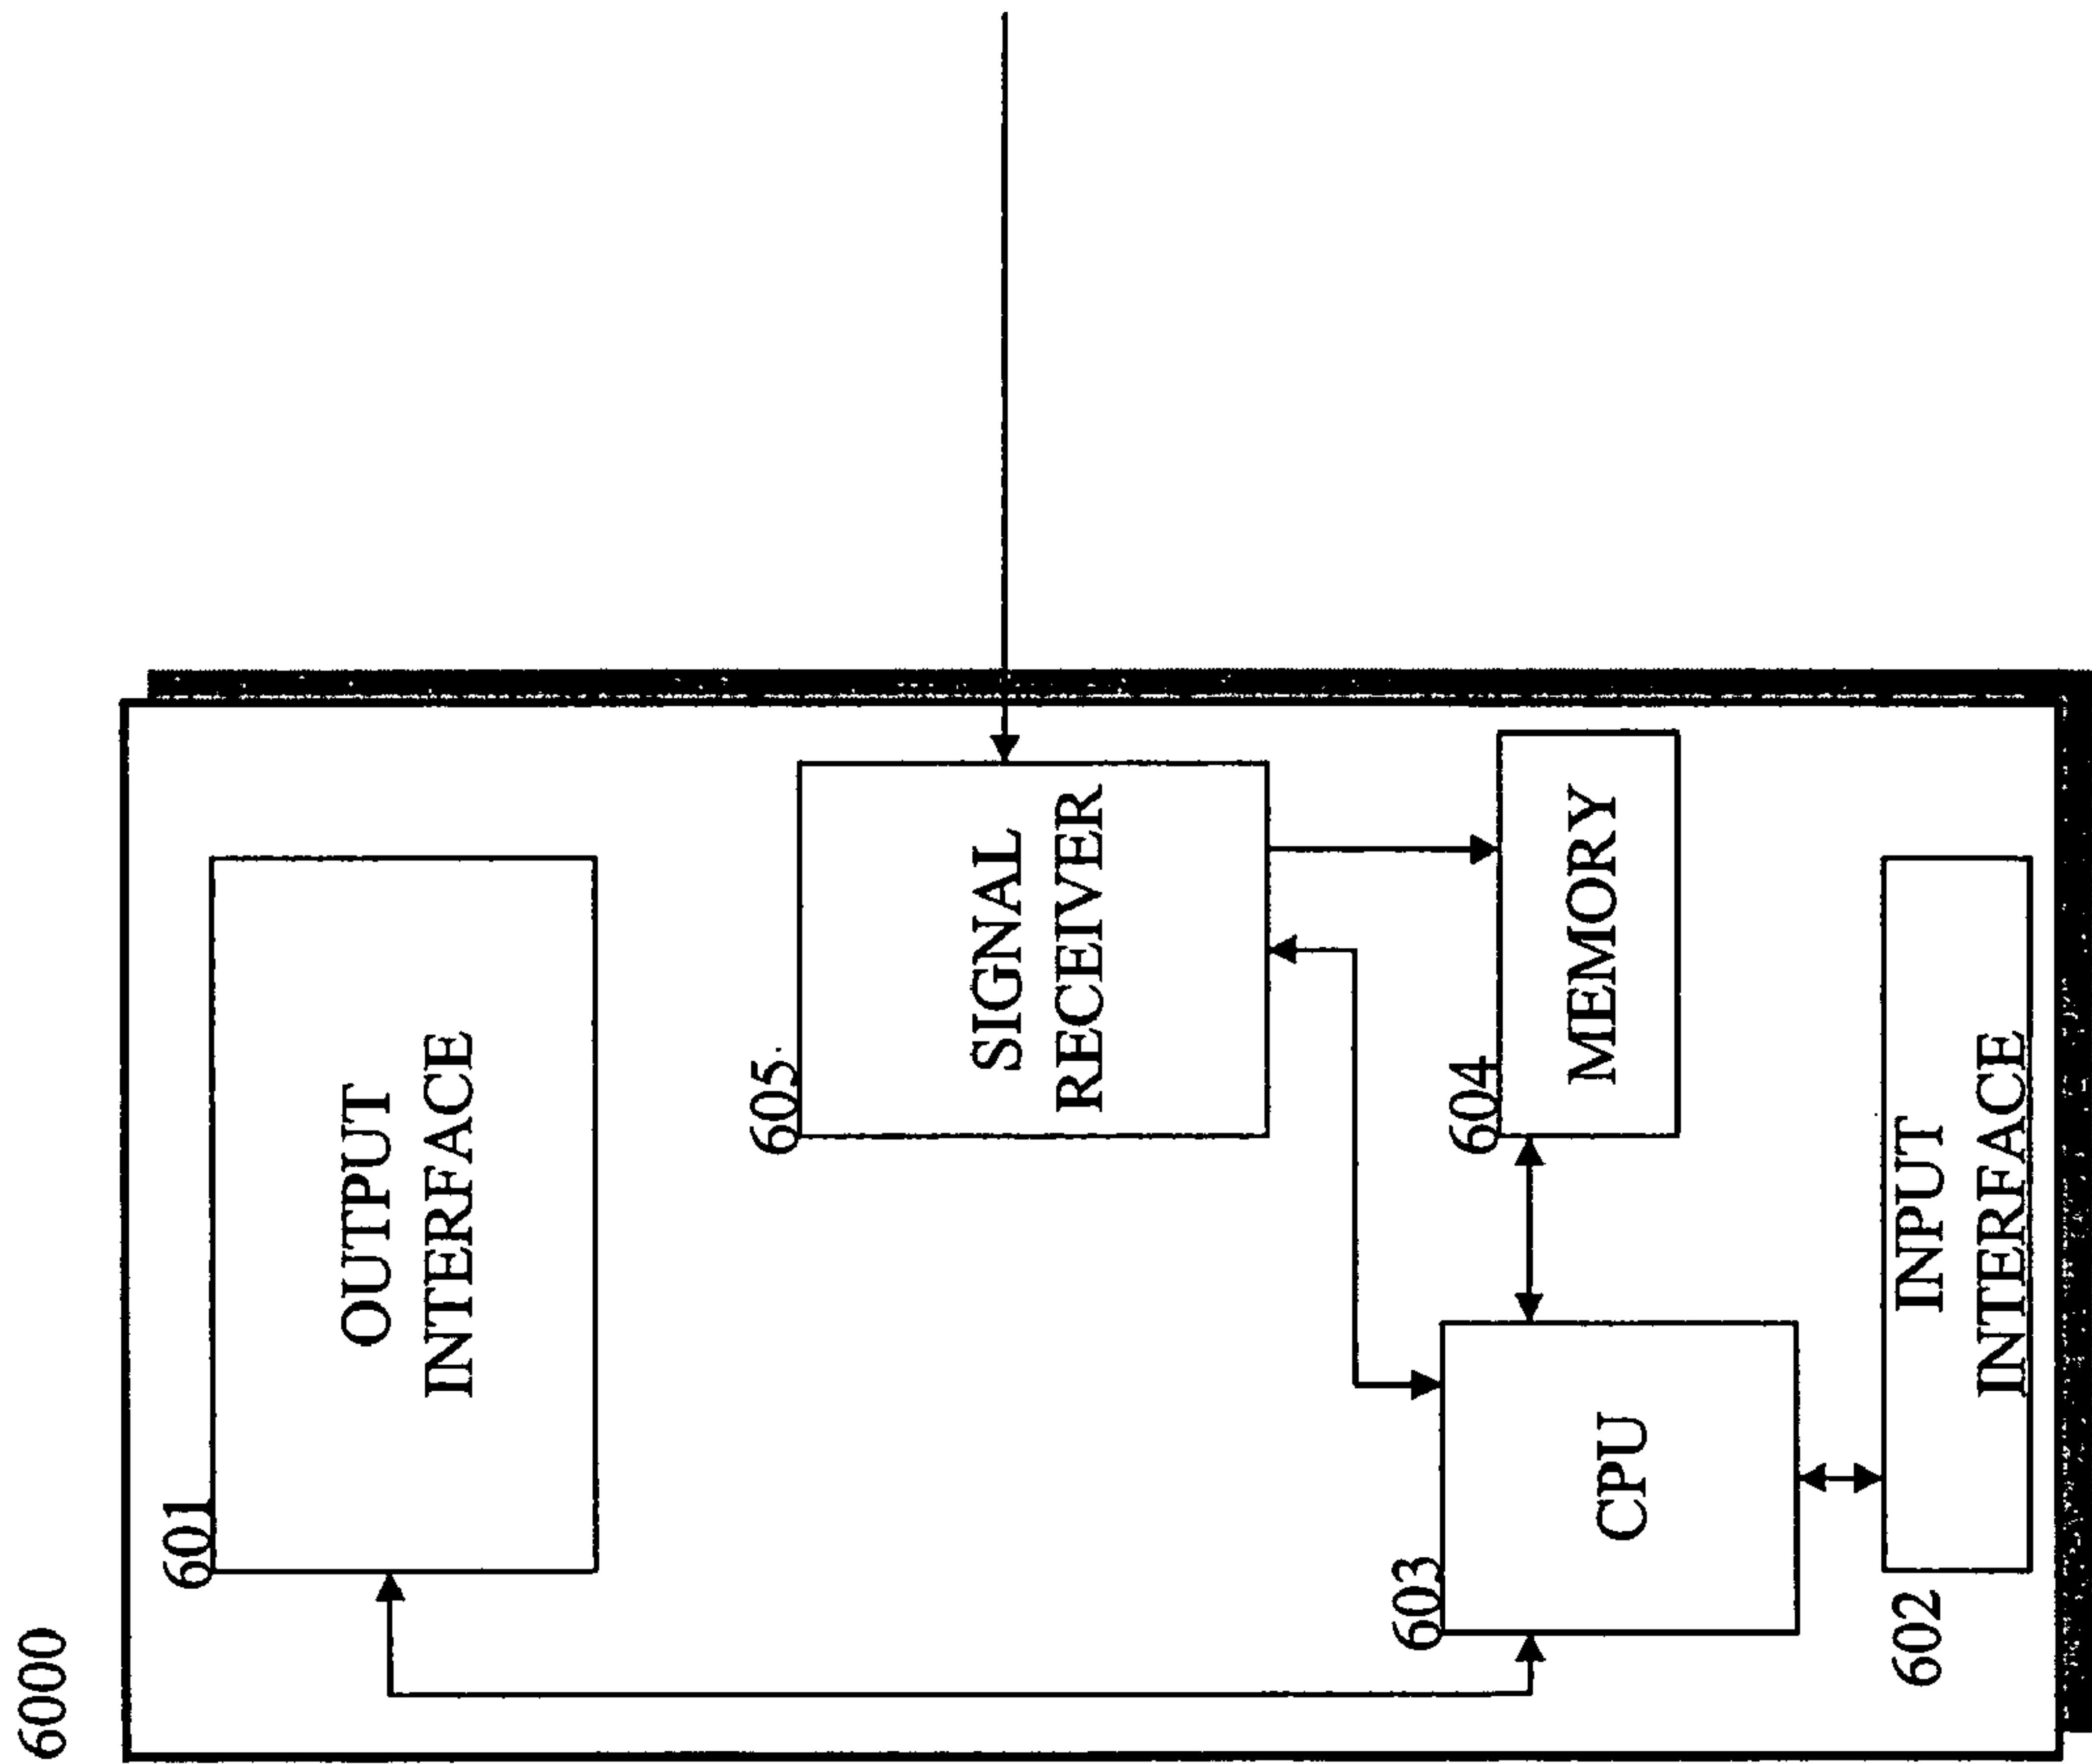 6000
601
OUTPUT
INTERFACE
605
SIGNAL
RECEIVER
603
CPU
604
MEMORY
602
INPUT
INTERFACE